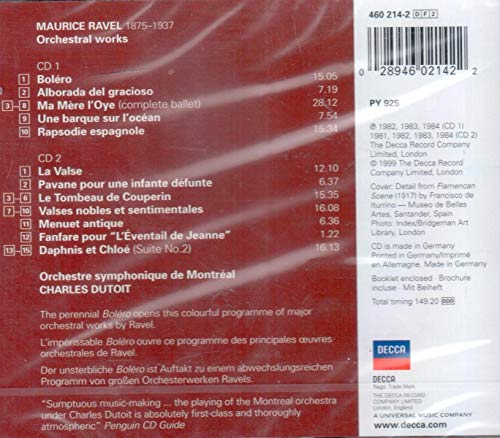 MAURICE RAVEL 1875–1937
Orchestral works
CD 1
1 Boléro 15.05
2 Alborada del gracioso 7.19
3–8 Ma Mère l'Oye (complete ballet) 28.12
9 Une barque sur l'océan 7.54
10 Rapsodie espagnole 15.34
CD 2
1 La Valse 12.10
2 Pavane pour une infante défunte 6.37
3–6 Le Tombeau de Couperin 15.35
7–10 Valses nobles et sentimentales 16.08
11 Menuet antique 6.36
12 Fanfare pour "L'Éventail de Jeanne" 1.22
13–15 Daphnis et Chloé (Suite No.2) 16.13
Orchestre symphonique de Montréal
CHARLES DUTOIT
The perennial Boléro opens this colourful programme of major
orchestral works by Ravel.
L'impérissable Boléro ouvre ce programme des principales œuvres
orchestrales de Ravel.
Der unsterbliche Boléro ist Auftakt zu einem abwechslungsreichen
Programm von großen Orchesterwerken Ravels.
"Sumptuous music-making ... the playing of the Montreal orchestra
under Charles Dutoit is absolutely first-class and thoroughly
atmospheric" Penguin CD Guide
460 214-2 D F 2
0 28946 02142 2
PY 925
℗ 1982, 1983, 1984 (CD 1)
1981, 1982, 1983, 1984 (CD 2)
The Decca Record Company
Limited, London
© 1999 The Decca Record
Company Limited, London
Cover: Detail from Flamencan
Scene (1917) by Francisco de
Iturrino — Museo de Bellas
Artes, Santander, Spain
Photo: Index/Bridgeman Art
Library, London
CD is made in Germany
Printed in Germany/Imprimé
en Allemagne. Made in Germany
Booklet enclosed · Brochure
incluse · Mit Beiheft
Total timing 149.20 DDD
DECCA
DECCA
Regd. Trade Mark
THE DECCA RECORD
COMPANY LIMITED
London, England
A UNIVERSAL MUSIC COMPANY
www.decca.com